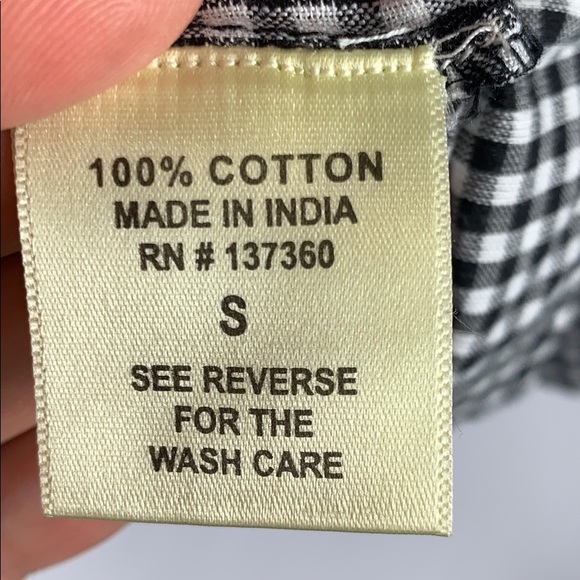 100% COTTON
MADE IN INDIA
RN # 137360
S
SEE REVERSE
FOR THE
WASH CARE